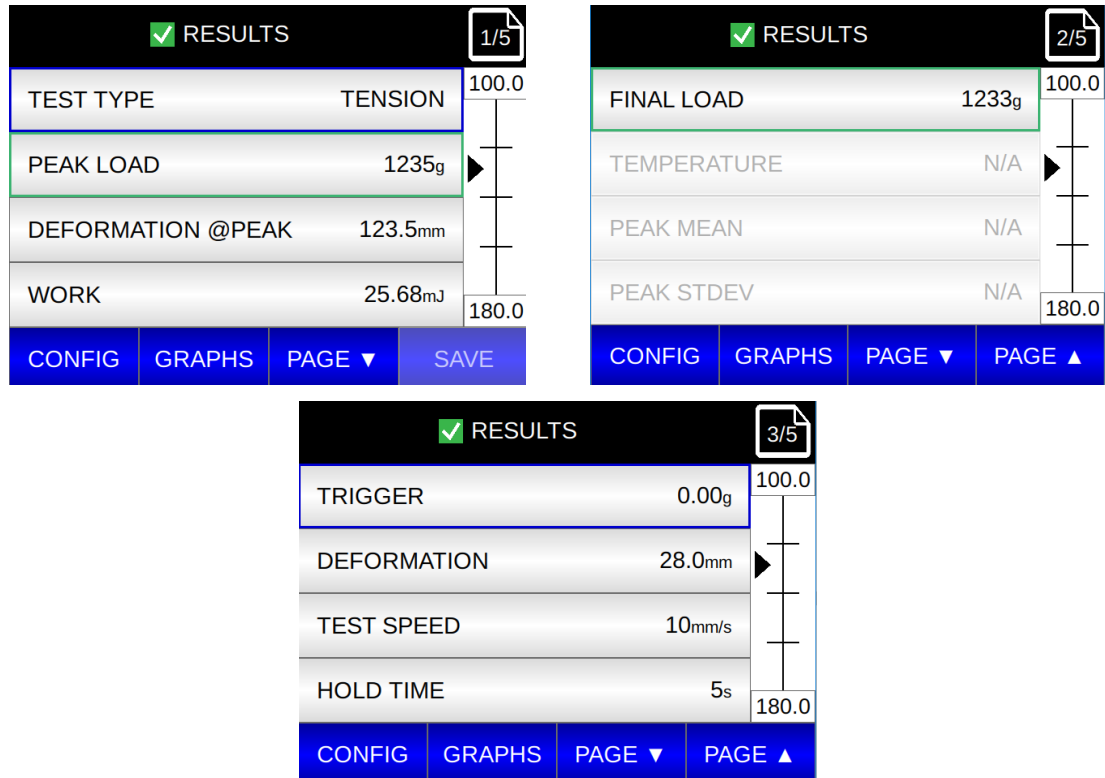 ✅ RESULTS 1/5
TEST TYPE TENSION 100.0
PEAK LOAD 1235g
DEFORMATION @PEAK 123.5mm
WORK 25.68mJ 180.0
CONFIG GRAPHS PAGE ▼ SAVE
✅ RESULTS 2/5
FINAL LOAD 1233g 100.0
TEMPERATURE N/A
PEAK MEAN N/A
PEAK STDEV N/A 180.0
CONFIG GRAPHS PAGE ▼ PAGE ▲
✅ RESULTS 3/5
TRIGGER 0.00g 100.0
DEFORMATION 28.0mm
TEST SPEED 10mm/s
HOLD TIME 5s 180.0
CONFIG GRAPHS PAGE ▼ PAGE ▲